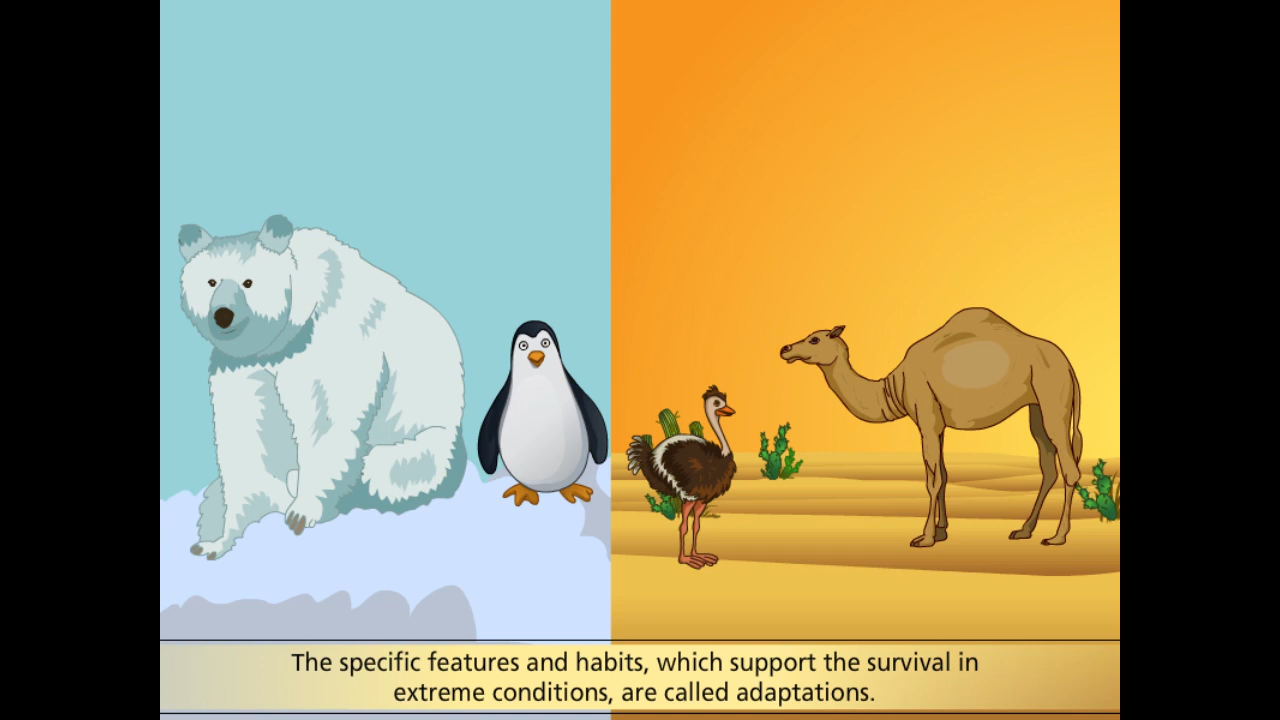 The specific features and habits, which support the survival in
extreme conditions, are called adaptations.